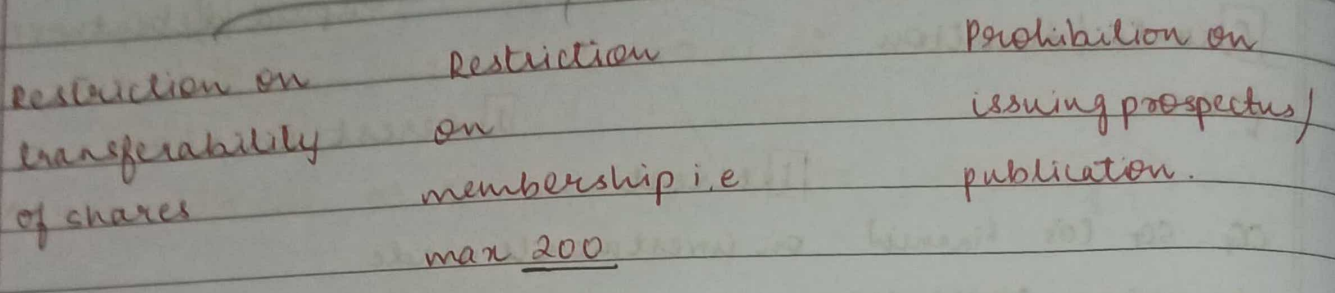 Restriction on
transferability
of shares
Restriction
on
membership i.e
max 200
Prohibition on
issuing prospectus/
publication.